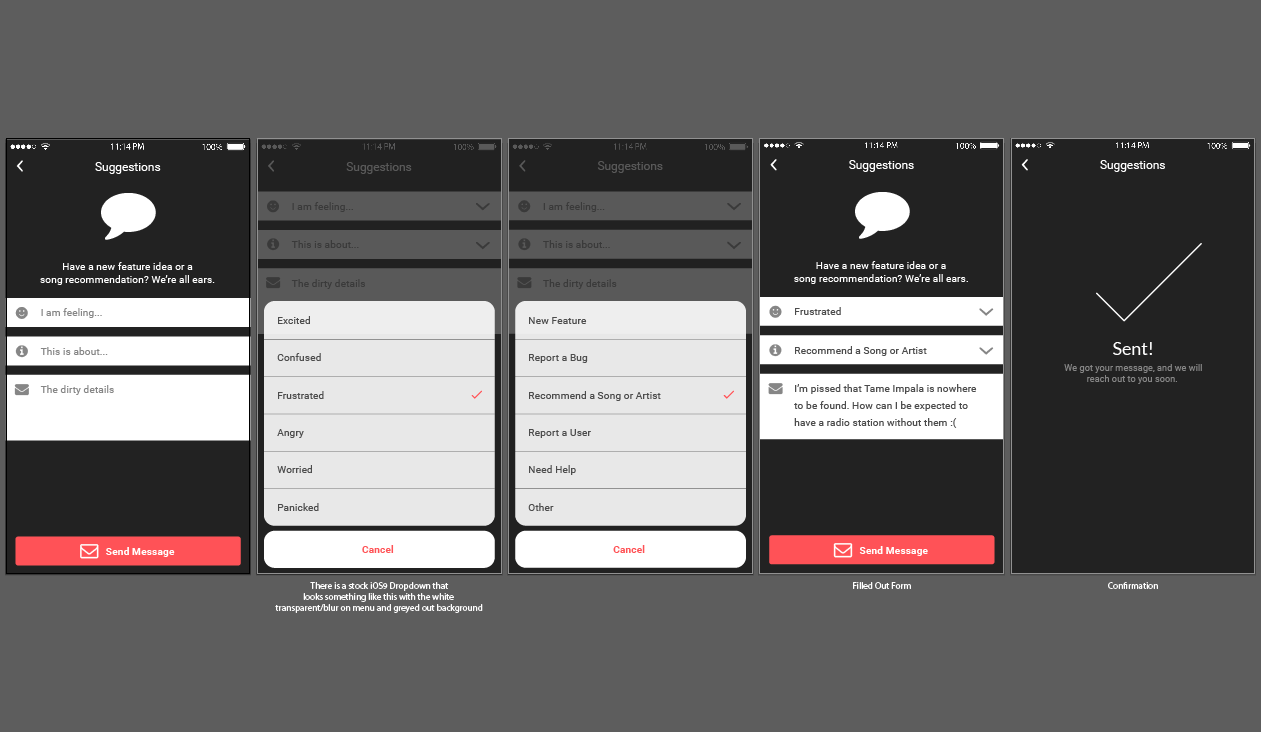 11:14 PM 100%
Suggestions
Have a new feature idea or a
song recommendation? We're all ears.
I am feeling...
This is about...
The dirty details
Send Message
11:14 PM 100%
Suggestions
I am feeling...
This is about...
The dirty details
Excited
Confused
Frustrated
Angry
Worried
Panicked
Cancel
There is a stock iOS9 Dropdown that
looks something like this with the white
transparent/blur on menu and greyed out background
11:14 PM 100%
Suggestions
I am feeling...
This is about...
The dirty details
New Feature
Report a Bug
Recommend a Song or Artist
Report a User
Need Help
Other
Cancel
11:14 PM 100%
Suggestions
Have a new feature idea or a
song recommendation? We're all ears.
Frustrated
Recommend a Song or Artist
I'm pissed that Tame Impala is nowhere
to be found. How can I be expected to
have a radio station without them :(
Send Message
Filled Out Form
11:14 PM 100%
Suggestions
Sent!
We got your message, and we will
reach out to you soon.
Confirmation